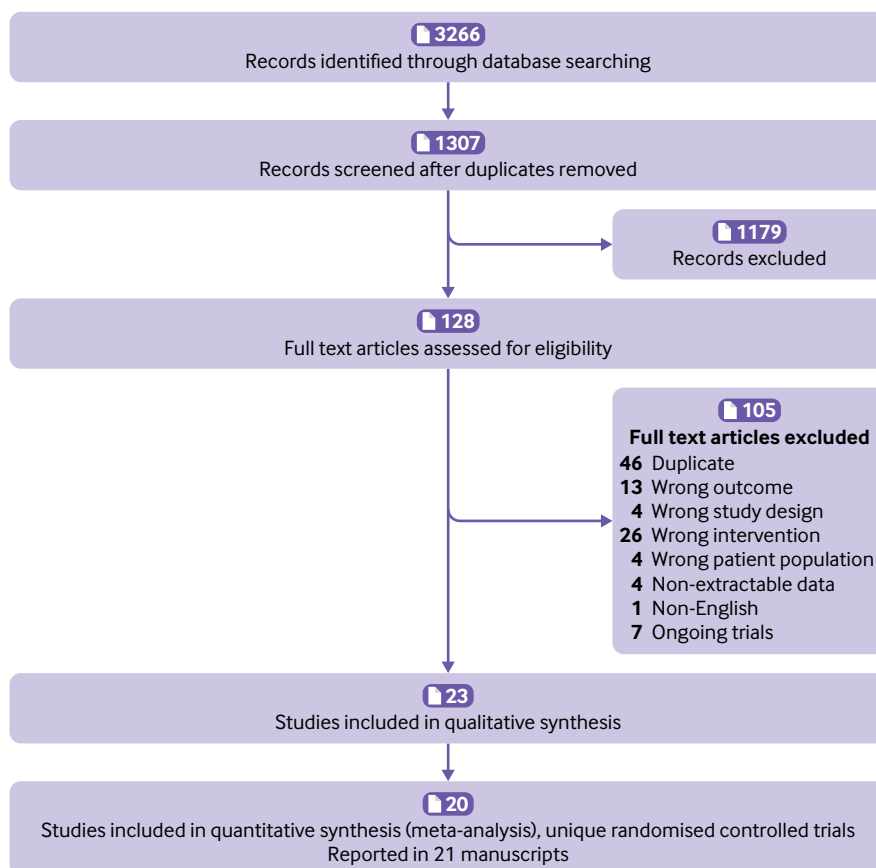 3266
Records identified through database searching
1307
Records screened after duplicates removed
1179
Records excluded
128
Full text articles assessed for eligibility
105
Full text articles excluded
46 Duplicate
13 Wrong outcome
4 Wrong study design
26 Wrong intervention
4 Wrong patient population
4 Non-extractable data
1 Non-English
7 Ongoing trials
23
Studies included in qualitative synthesis
20
Studies included in quantitative synthesis (meta-analysis), unique randomised controlled trials
Reported in 21 manuscripts